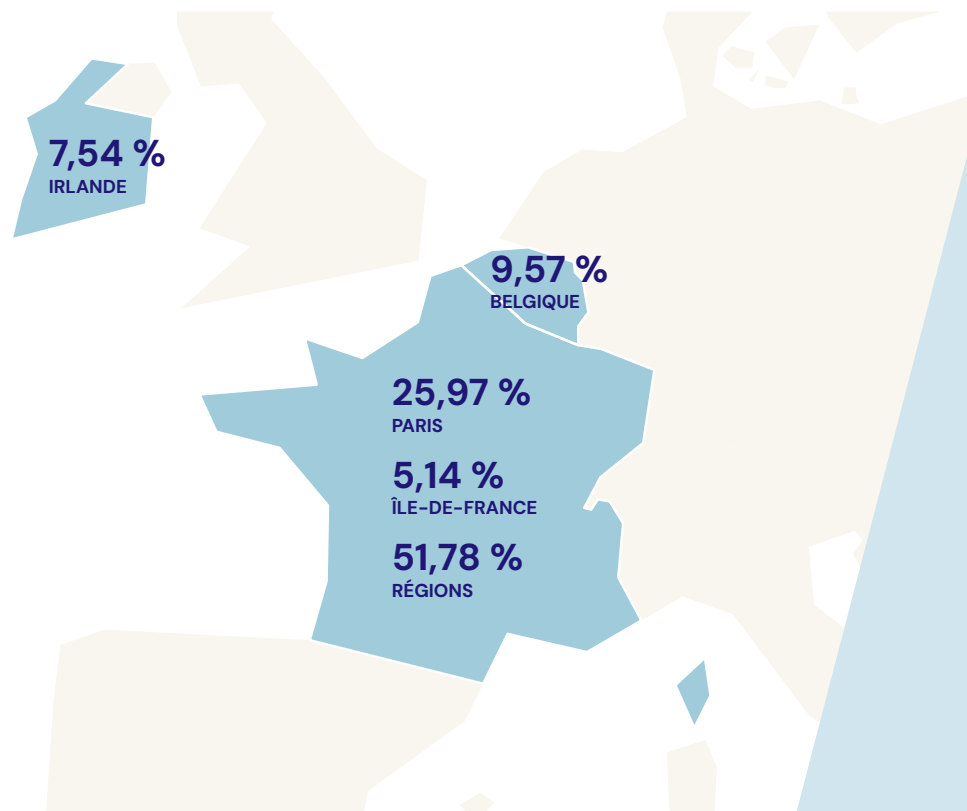 7,54 %
IRLANDE
9,57 %
BELGIQUE
25,97 %
PARIS
5,14 %
ÎLE-DE-FRANCE
51,78 %
RÉGIONS